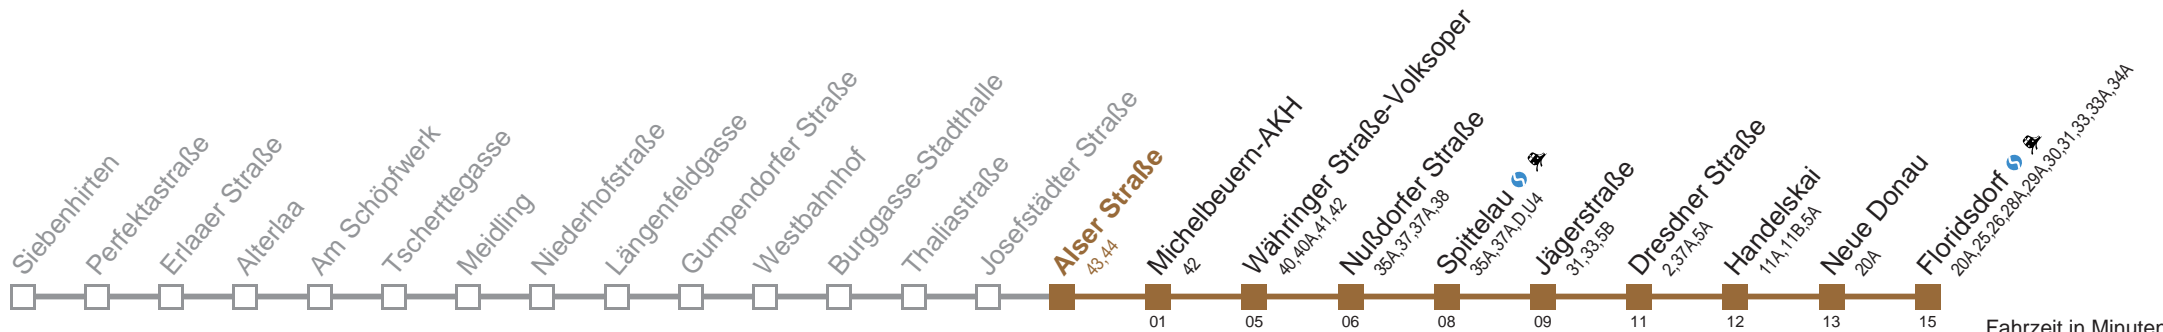 Siebenhirten
Perfektastraße
Erlaaer Straße
Alterlaa
Am Schöpfwerk
Tscherttegasse
Meidling
Niederhofstraße
Längenfeldgasse
Gumpendorfer Straße
Westbahnhof
Burggasse-Stadthalle
Thaliastraße
Josefstädter Straße
Alser Straße
43,44
Michelbeuern-AKH
42
Währinger Straße-Volksoper
40,40A,41,42
Nußdorfer Straße
35A,37,37A,38
Spittelau
35A,37A,D,U4
Jägerstraße
31,33,5B
Dresdner Straße
2,37A,5A
Handelskai
11A,11B,5A
Neue Donau
20A
Floridsdorf
20A,25,26,28A,29A,30,31,33,33A,34A
01 05 06 08 09 11 12 13 15
Fahrzeit in Minuten